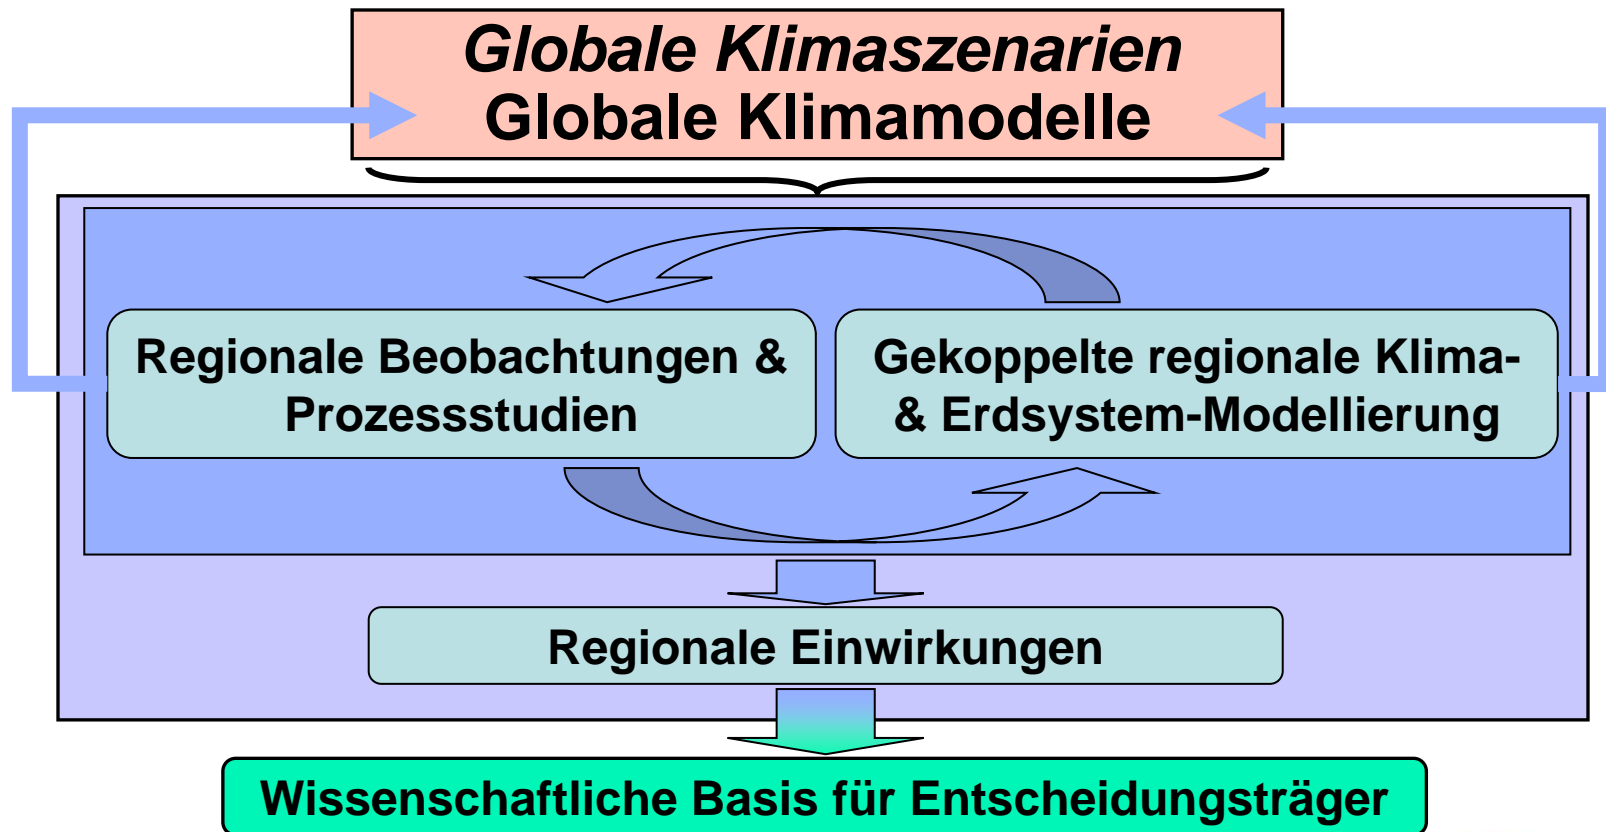 Globale Klimaszenarien
Globale Klimamodelle
Regionale Beobachtungen &
Prozessstudien
Gekoppelte regionale Klima-
& Erdsystem-Modellierung
Regionale Einwirkungen
Wissenschaftliche Basis für Entscheidungsträger